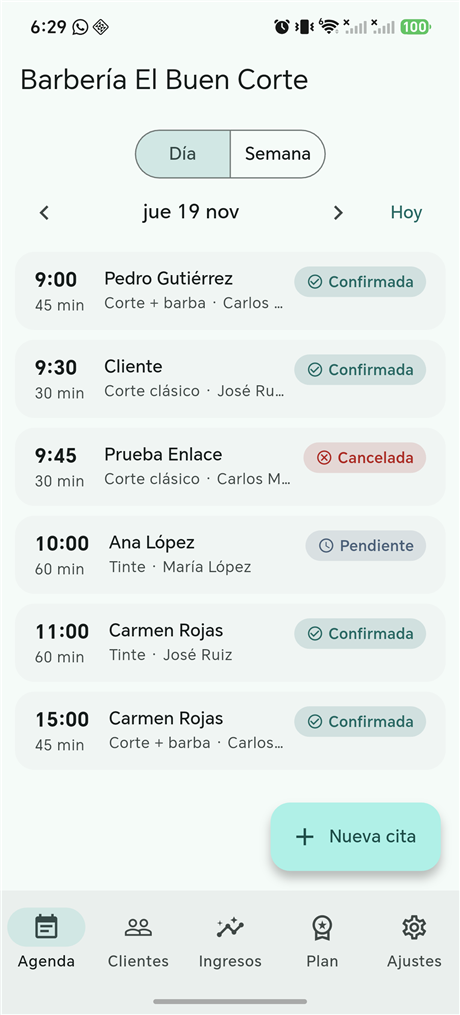 6:29
100
Barbería El Buen Corte
Día Semana
jue 19 nov Hoy
9:00 Pedro Gutiérrez Confirmada
45 min Corte + barba · Carlos ...
9:30 Cliente Confirmada
30 min Corte clásico · José Ru...
9:45 Prueba Enlace Cancelada
30 min Corte clásico · Carlos M...
10:00 Ana López Pendiente
60 min Tinte · María López
11:00 Carmen Rojas Confirmada
60 min Tinte · José Ruiz
15:00 Carmen Rojas Confirmada
45 min Corte + barba · Carlos...
+ Nueva cita
Agenda Clientes Ingresos Plan Ajustes